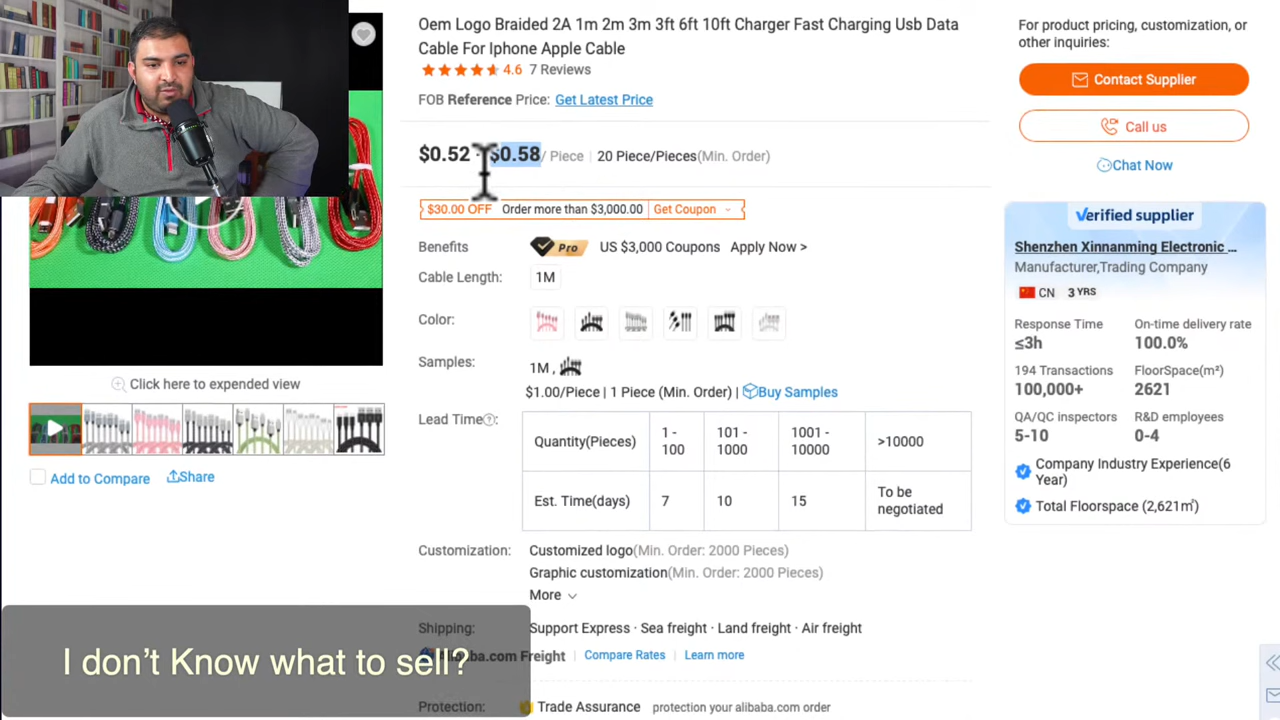 Oem Logo Braided 2A 1m 2m 3m 3ft 6ft 10ft Charger Fast Charging Usb Data
Cable For Iphone Apple Cable
4.6 7 Reviews
FOB Reference Price: Get Latest Price
$0.52 - $0.58 / Piece | 20 Piece/Pieces(Min. Order)
$30.00 OFF Order more than $3,000.00 Get Coupon
Benefits Pro US $3,000 Coupons Apply Now >
Cable Length: 1M
Color:
Samples: 1M ,
$1.00/Piece | 1 Piece (Min. Order) | Buy Samples
Lead Time:
Quantity(Pieces) 1 - 100 101 - 1000 1001 - 10000 >10000
Est. Time(days) 7 10 15 To be negotiated
Customization: Customized logo(Min. Order: 2000 Pieces)
Graphic customization(Min. Order: 2000 Pieces)
More
Shipping: Support Express · Sea freight · Land freight · Air freight
Alibaba.com Freight Compare Rates Learn more
Protection: Trade Assurance protection your alibaba.com order
Click here to expended view
Add to Compare Share
I don't Know what to sell?
For product pricing, customization, or
other inquiries:
Contact Supplier
Call us
Chat Now
Verified supplier
Shenzhen Xinnanming Electronic ...
Manufacturer,Trading Company
CN 3 YRS
Response Time On-time delivery rate
≤3h 100.0%
194 Transactions FloorSpace(m²)
100,000+ 2621
QA/QC inspectors R&D employees
5-10 0-4
Company Industry Experience(6
Year)
Total Floorspace (2,621㎡)